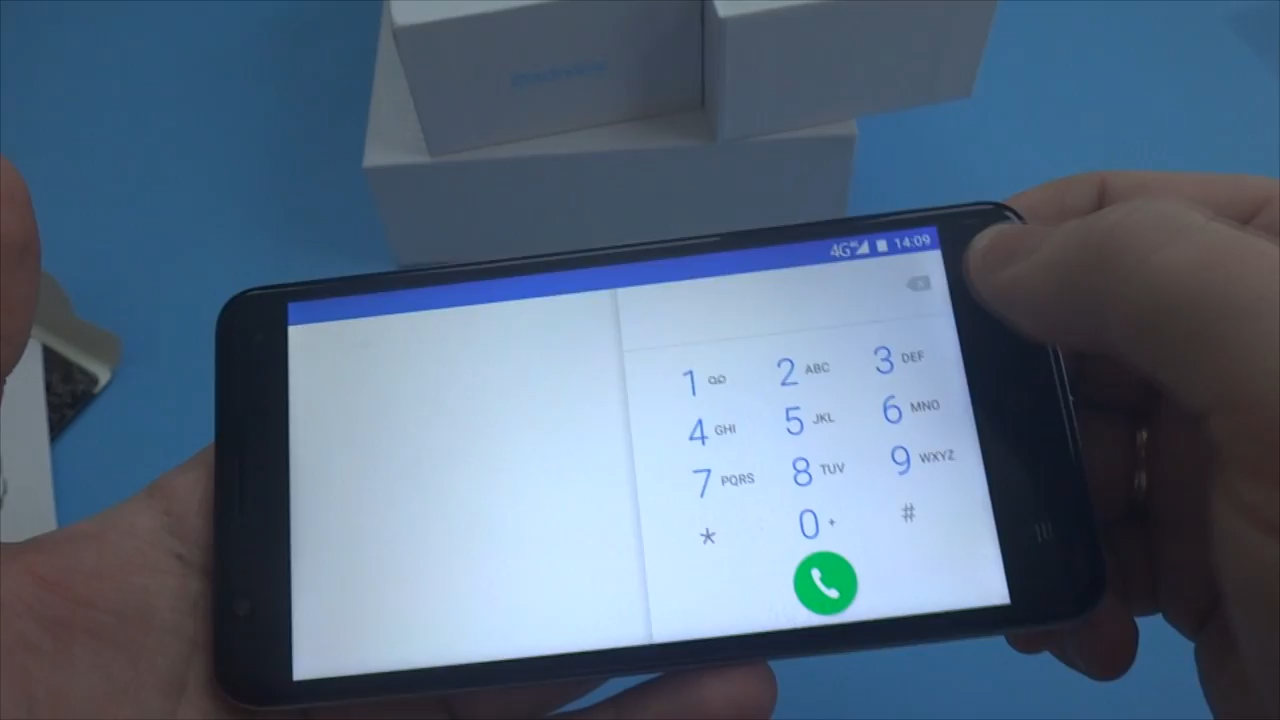 4G 14:09
1 2 ABC 3 DEF
4 GHI 5 JKL 6 MNO
7 PQRS 8 TUV 9 WXYZ
* 0 + #